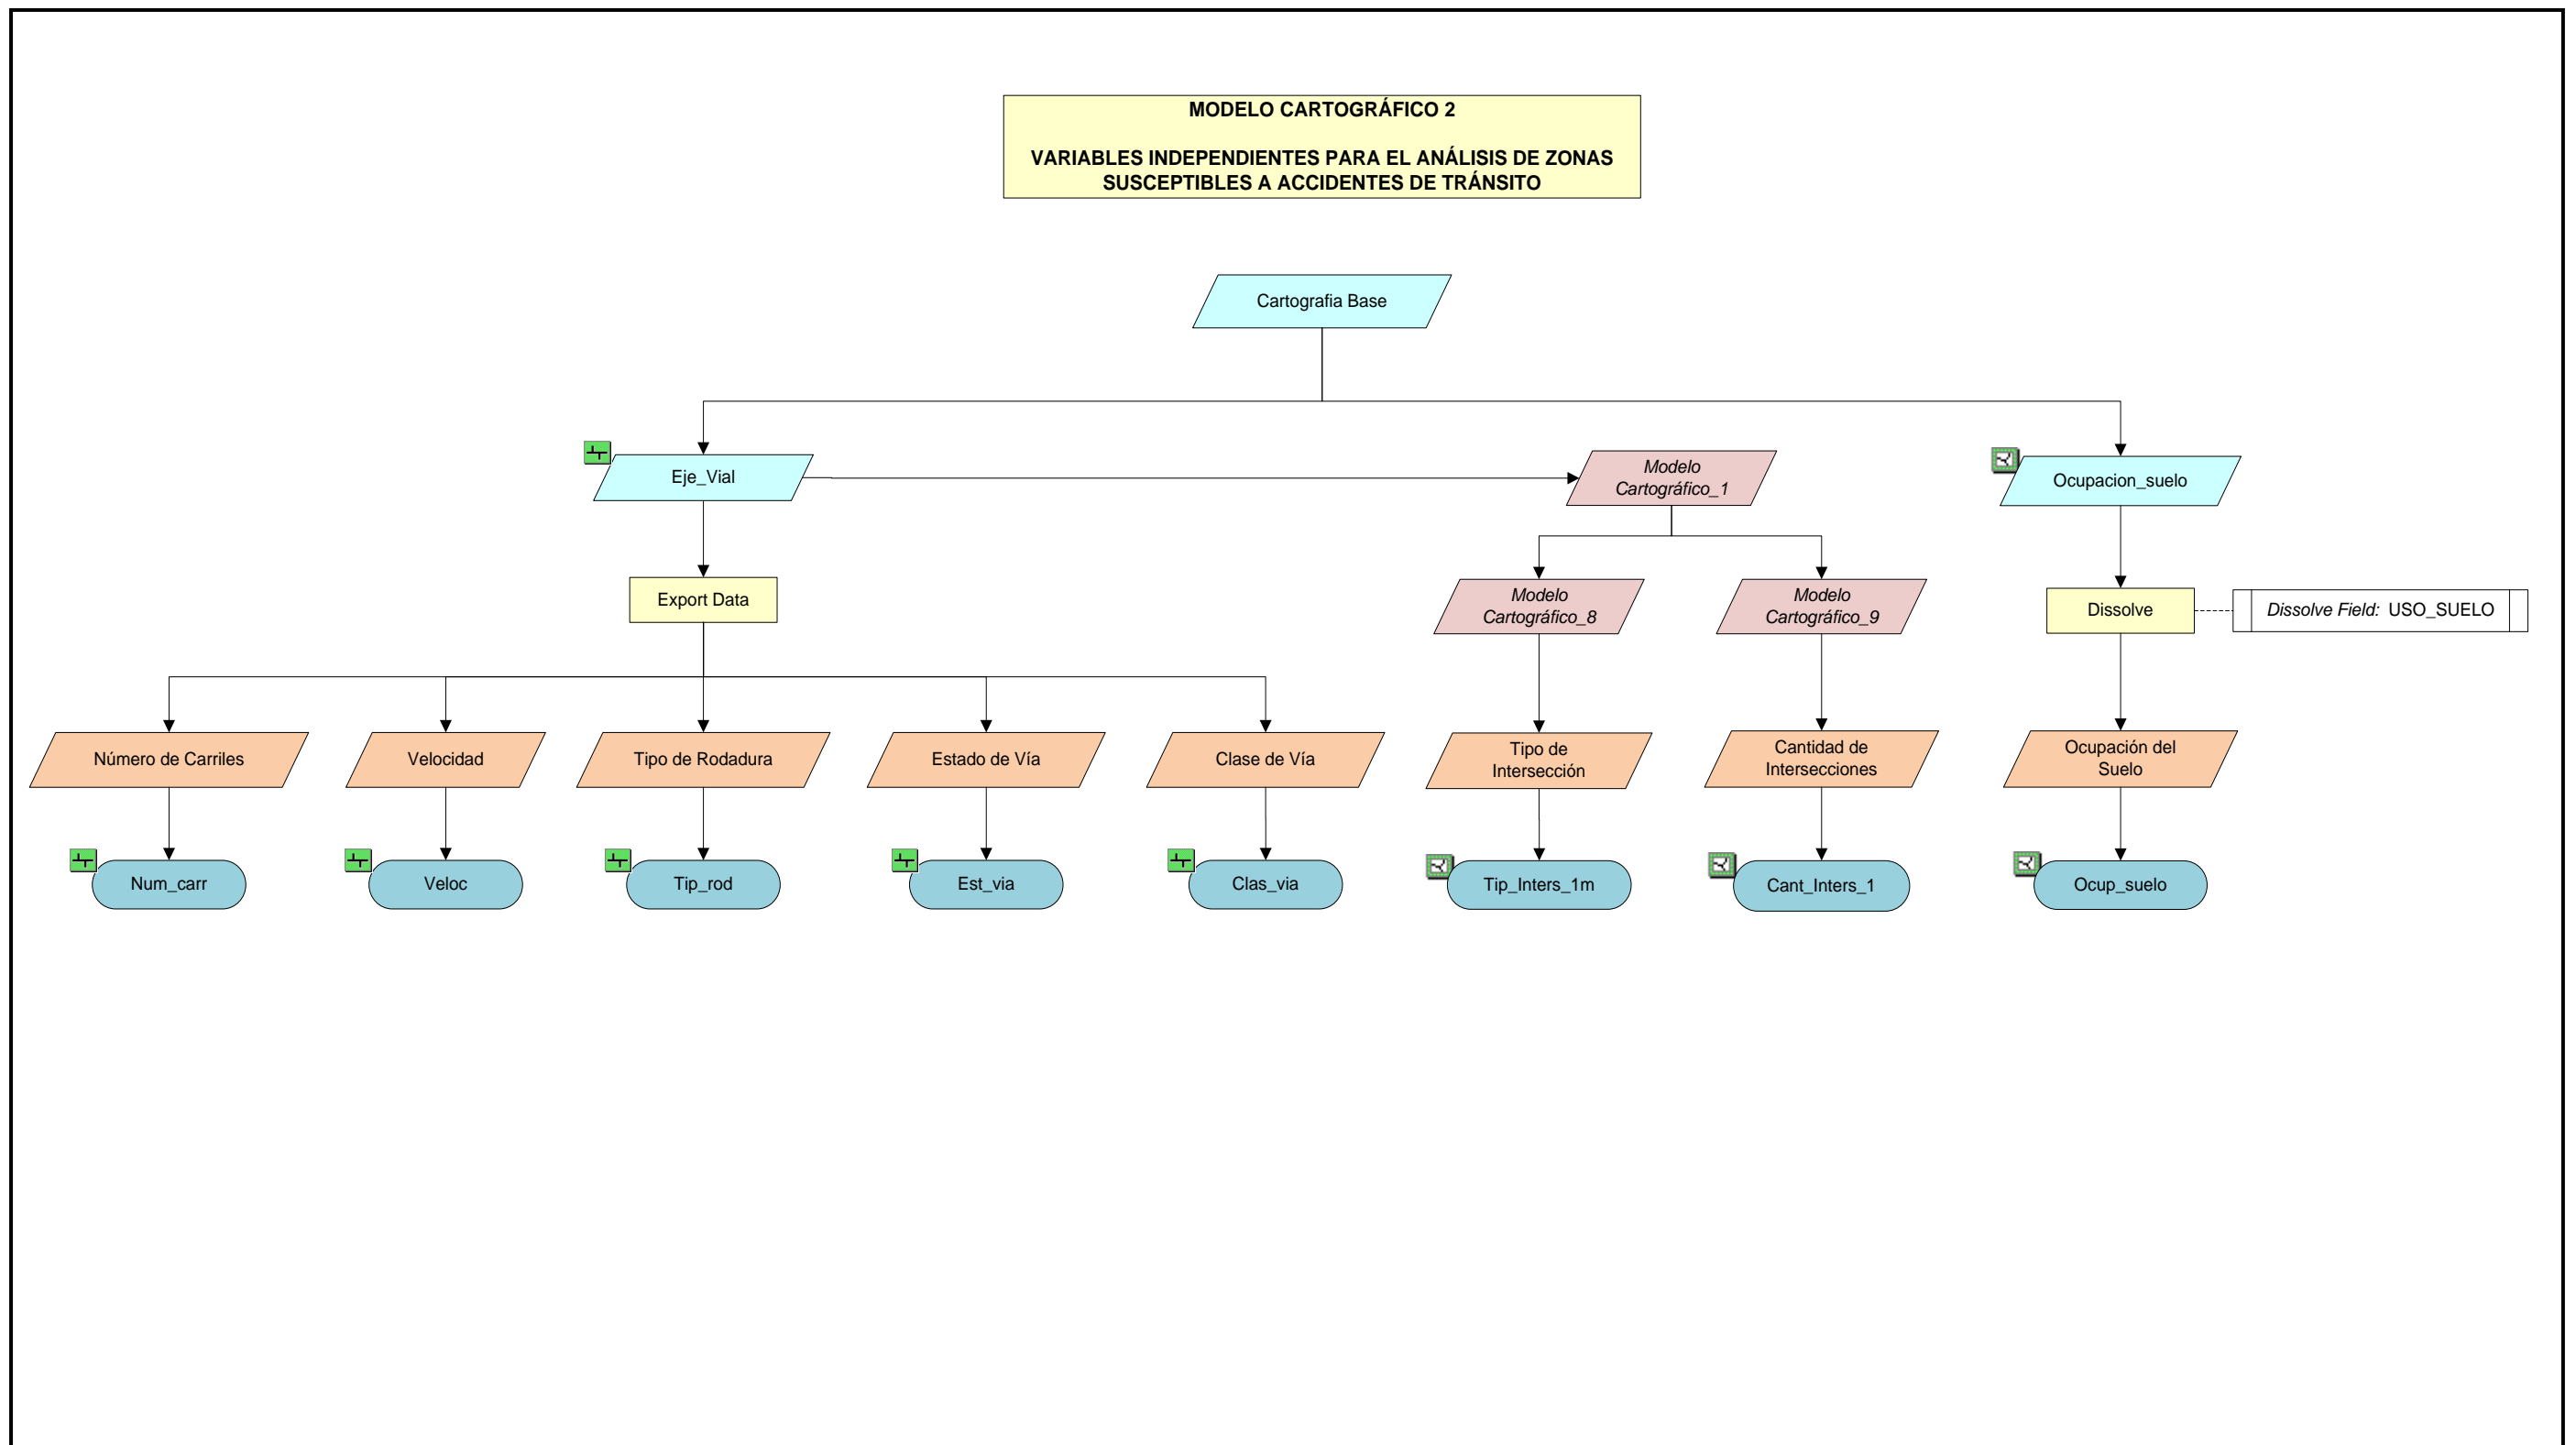 MODELO CARTOGRÁFICO 2
VARIABLES INDEPENDIENTES PARA EL ANÁLISIS DE ZONAS
SUSCEPTIBLES A ACCIDENTES DE TRÁNSITO
Cartografia Base
Eje_Vial
Modelo
Cartográfico_1
Ocupacion_suelo
Export Data
Modelo
Cartográfico_8
Modelo
Cartográfico_9
Dissolve
Dissolve Field: USO_SUELO
Número de Carriles
Velocidad
Tipo de Rodadura
Estado de Vía
Clase de Vía
Tipo de
Intersección
Cantidad de
Intersecciones
Ocupación del
Suelo
Num_carr
Veloc
Tip_rod
Est_via
Clas_via
Tip_Inters_1m
Cant_Inters_1
Ocup_suelo